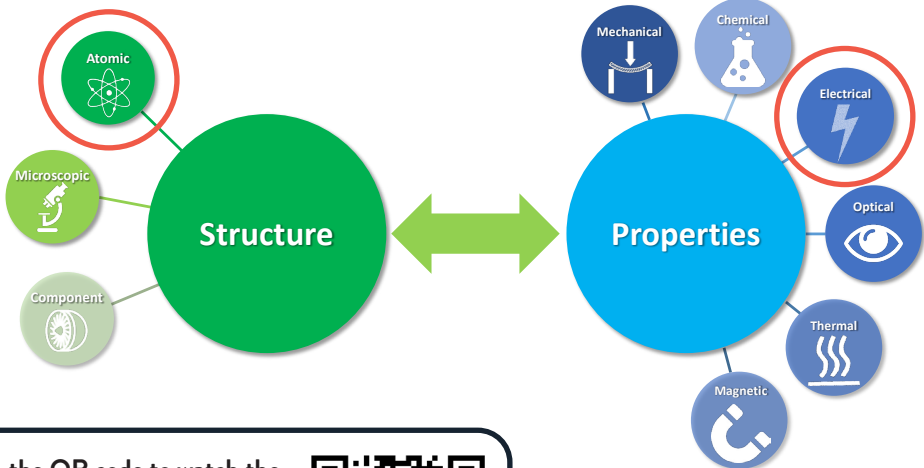 Atomic
Microscopic
Component
Structure
Mechanical
Chemical
Electrical
Optical
Thermal
Magnetic
Properties
the QR code to watch the